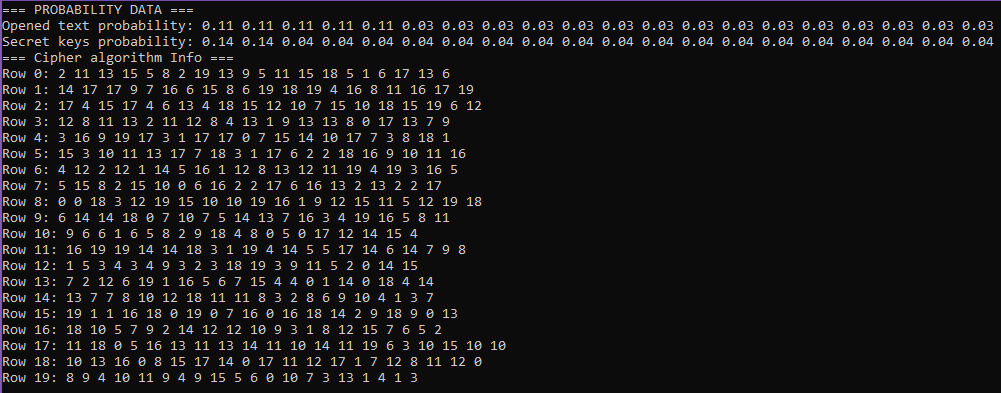 === PROBABILITY DATA ===
Opened text probability: 0.11 0.11 0.11 0.11 0.11 0.03 0.03 0.03 0.03 0.03 0.03 0.03 0.03 0.03 0.03 0.03 0.03 0.03 0.03 0.03
Secret keys probability: 0.14 0.14 0.04 0.04 0.04 0.04 0.04 0.04 0.04 0.04 0.04 0.04 0.04 0.04 0.04 0.04 0.04 0.04 0.04 0.04
=== Cipher algorithm Info ===
Row 0: 2 11 13 15 5 8 2 19 13 9 5 11 15 18 5 1 6 17 13 6
Row 1: 14 17 17 9 7 16 6 15 8 6 19 18 19 4 16 8 11 16 17 19
Row 2: 17 4 15 17 4 6 13 4 18 15 12 10 7 15 10 18 15 19 6 12
Row 3: 12 8 11 13 2 11 12 8 4 13 1 9 13 13 8 0 17 13 7 9
Row 4: 3 16 9 19 17 3 1 17 17 0 7 15 14 10 17 7 3 8 18 1
Row 5: 15 3 10 11 13 17 7 18 3 1 17 6 2 2 18 16 9 10 11 16
Row 6: 4 12 2 12 1 14 5 16 1 12 8 13 12 11 19 4 19 3 16 5
Row 7: 5 15 8 2 15 10 0 6 16 2 2 17 6 16 13 2 13 2 2 17
Row 8: 0 0 18 3 12 19 15 10 10 19 16 1 9 12 15 11 5 12 19 18
Row 9: 6 14 14 18 0 7 10 7 5 14 13 7 16 3 4 19 16 5 8 11
Row 10: 9 6 6 1 6 5 8 2 9 18 4 8 0 5 0 17 12 14 15 4
Row 11: 16 19 19 14 14 18 3 1 19 4 14 5 5 17 14 6 14 7 9 8
Row 12: 1 5 3 4 3 4 9 3 2 3 18 19 3 9 11 5 2 0 14 15
Row 13: 7 2 12 6 19 1 16 5 6 7 15 4 4 0 1 14 0 18 4 14
Row 14: 13 7 7 8 10 12 18 11 11 8 3 2 8 6 9 10 4 1 3 7
Row 15: 19 1 1 16 18 0 19 0 7 16 0 16 18 14 2 9 18 9 0 13
Row 16: 18 10 5 7 9 2 14 12 12 10 9 3 1 8 12 15 7 6 5 2
Row 17: 11 18 0 5 16 13 11 13 14 11 10 14 11 19 6 3 10 15 10 10
Row 18: 10 13 16 0 8 15 17 14 0 17 11 12 17 1 7 12 8 11 12 0
Row 19: 8 9 4 10 11 9 4 9 15 5 6 0 10 7 3 13 1 4 1 3